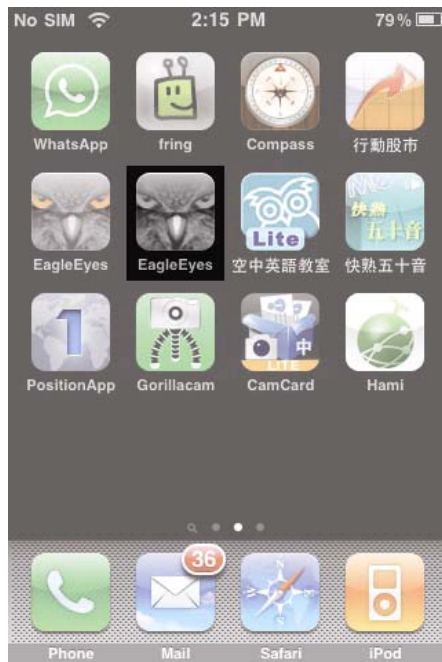 No SIM 2:15 PM 79%
WhatsApp fring Compass 行動股市
Me
快熟
五十音
Lite
EagleEyes EagleEyes 空中英語教室 快熟五十音
1
中
LITE
PositionApp Gorillacam CamCard Hami
36
Phone Mail Safari iPod